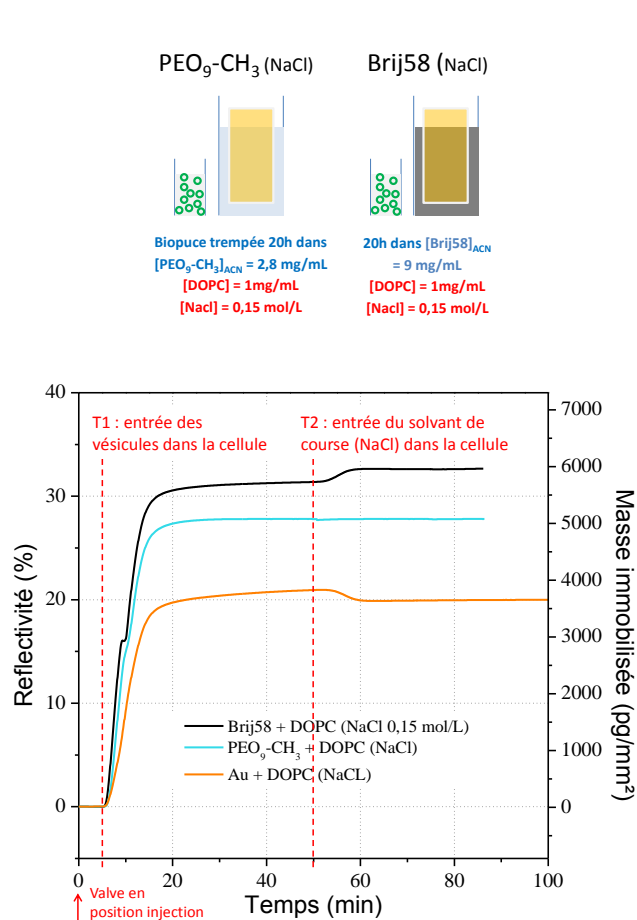 PEO₉-CH₃ (NaCl)
Brij58 (NaCl)
Biopuce trempée 20h dans
[PEO₉-CH₃]ACN = 2,8 mg/mL
[DOPC] = 1mg/mL
[Nacl] = 0,15 mol/L
20h dans [Brij58]ACN
= 9 mg/mL
[DOPC] = 1mg/mL
[Nacl] = 0,15 mol/L
T1 : entrée des
vésicules dans la cellule
T2 : entrée du solvant de
course (NaCl) dans la cellule
Reflectivité (%)
40
30
20
10
0
Masse immobilisée (pg/mm²)
7000
6000
5000
4000
3000
2000
1000
0
Brij58 + DOPC (NaCl 0,15 mol/L)
PEO₉-CH₃ + DOPC (NaCl)
Au + DOPC (NaCL)
0
20
40
60
80
100
Temps (min)
Valve en
position injection